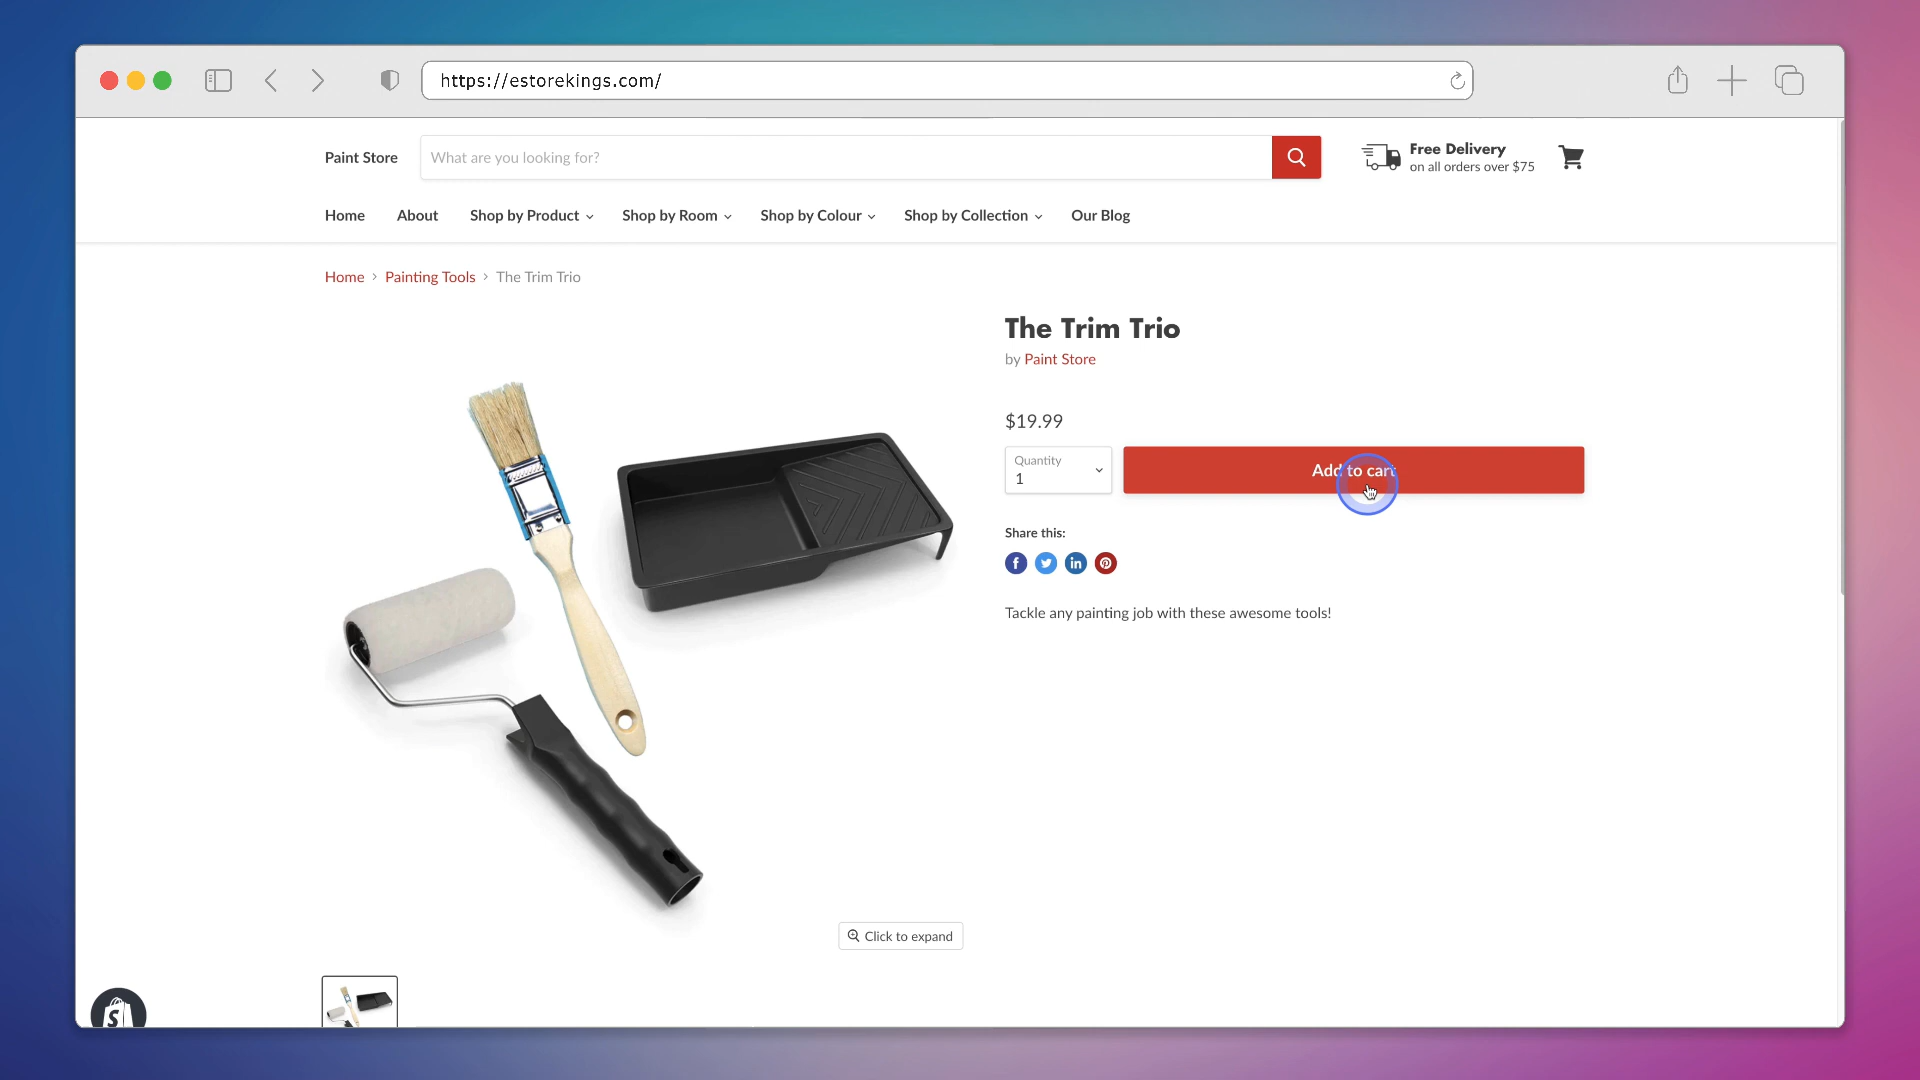 https://estorekings.com/
Paint Store
What are you looking for?
Free Delivery
on all orders over $75
Home
About
Shop by Product
Shop by Room
Shop by Colour
Shop by Collection
Our Blog
Home > Painting Tools > The Trim Trio
The Trim Trio
by Paint Store
$19.99
Quantity
1
Add to cart
Share this:
Tackle any painting job with these awesome tools!
Click to expand